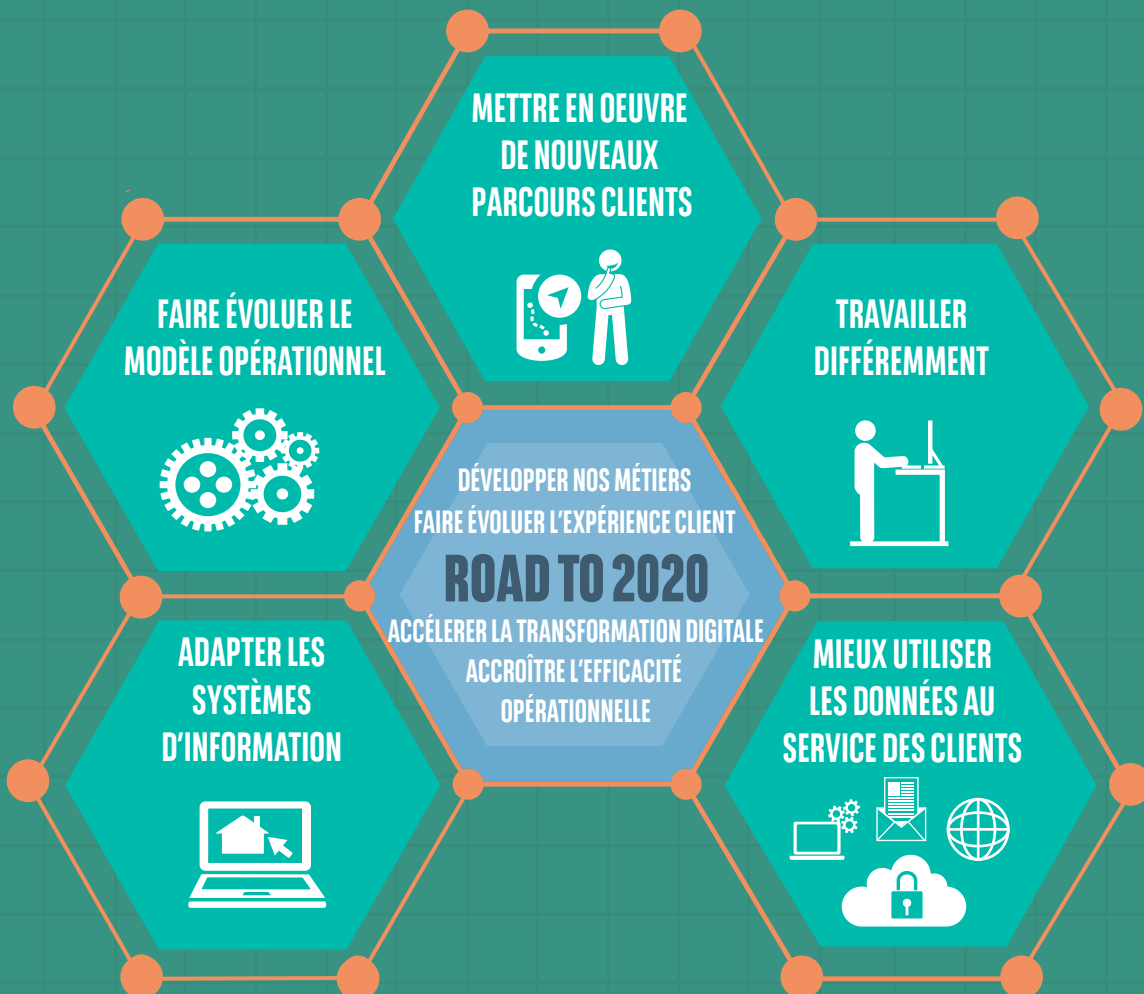 METTRE EN OEUVRE
DE NOUVEAUX
PARCOURS CLIENTS
FAIRE ÉVOLUER LE
MODÈLE OPÉRATIONNEL
TRAVAILLER
DIFFÉREMMENT
DÉVELOPPER NOS MÉTIERS
FAIRE ÉVOLUER L'EXPÉRIENCE CLIENT
ROAD TO 2020
ACCÉLERER LA TRANSFORMATION DIGITALE
ACCROÎTRE L'EFFICACITÉ
OPÉRATIONNELLE
ADAPTER LES
SYSTÈMES
D'INFORMATION
MIEUX UTILISER
LES DONNÉES AU
SERVICE DES CLIENTS